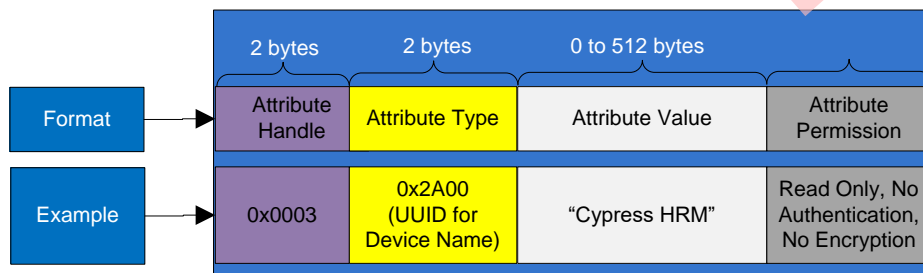 2 bytes
2 bytes
0 to 512 bytes
Format
Attribute
Handle
Attribute Type
Attribute Value
Attribute
Permission
Example
0x0003
0x2A00
(UUID for
Device Name)
“Cypress HRM”
Read Only, No
Authentication,
No Encryption